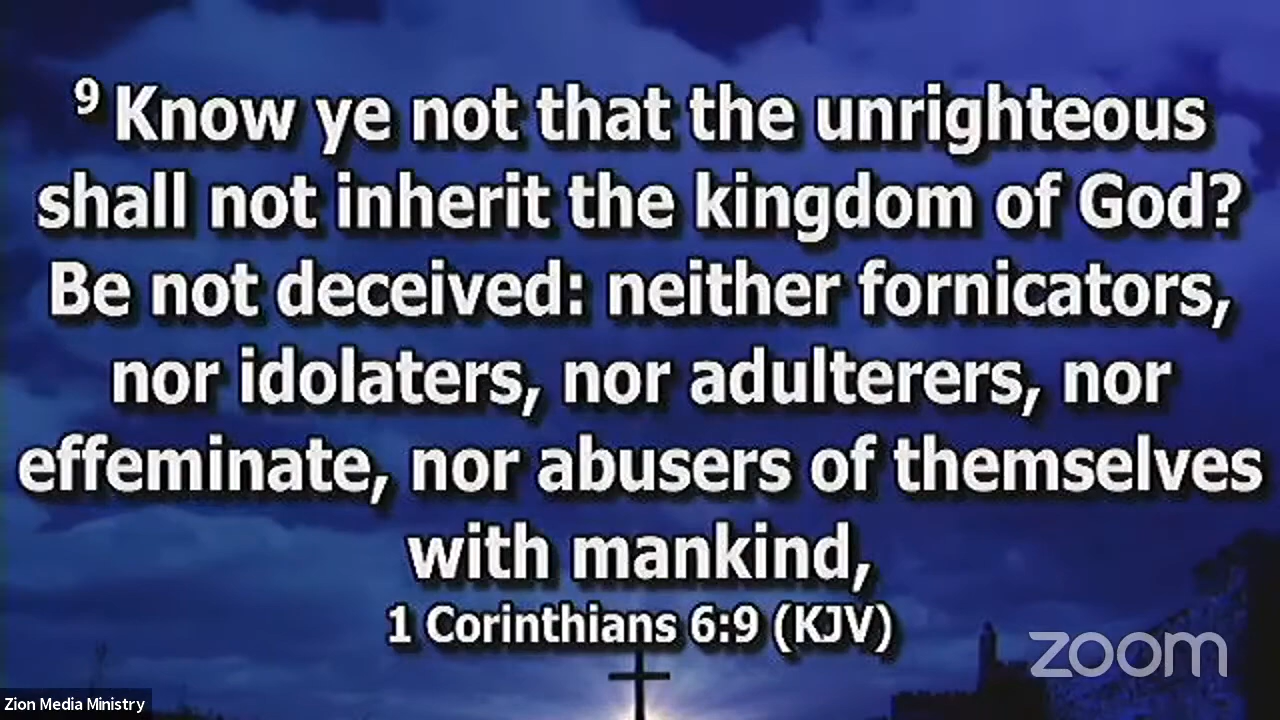 9 Know ye not that the unrighteous
shall not inherit the kingdom of God?
Be not deceived: neither fornicators,
nor idolaters, nor adulterers, nor
effeminate, nor abusers of themselves
with mankind,
1 Corinthians 6:9 (KJV)
zoom
Zion Media Ministry